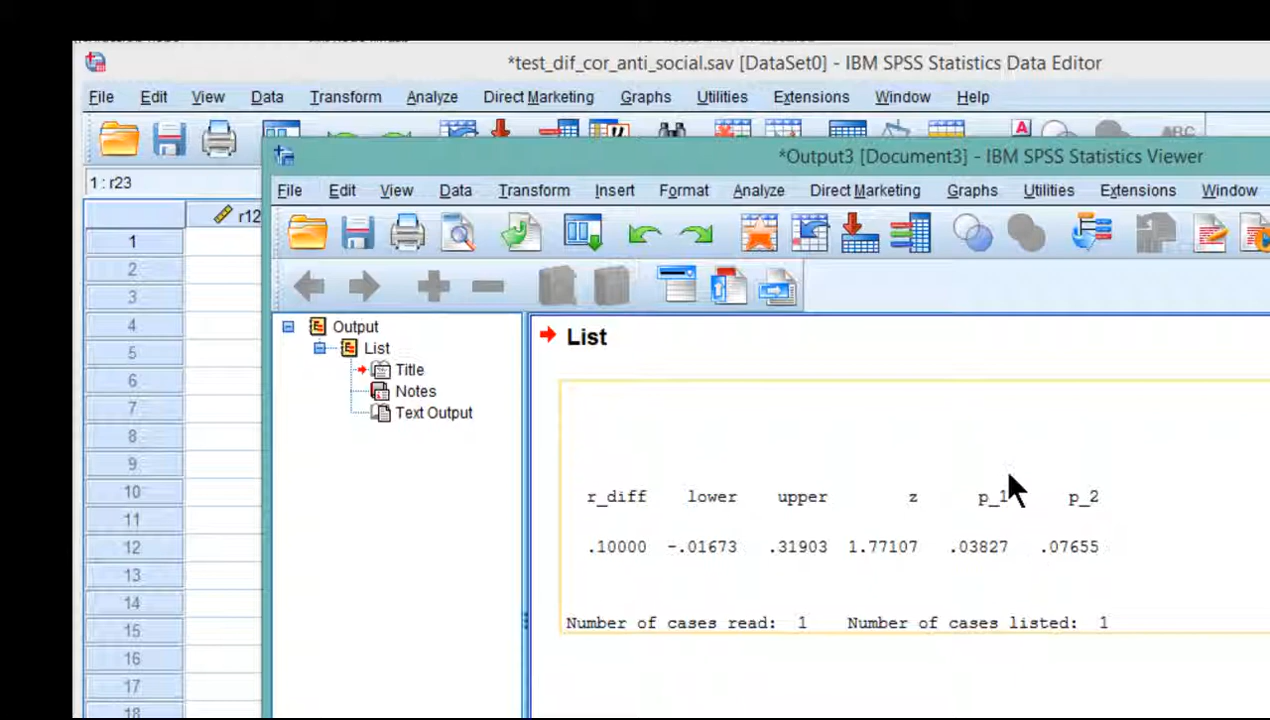 *test_dif_cor_anti_social.sav [DataSet0] - IBM SPSS Statistics Data Editor
File Edit View Data Transform Analyze Direct Marketing Graphs Utilities Extensions Window Help
*Output3 [Document3] - IBM SPSS Statistics Viewer
1 : r23
File Edit View Data Transform Insert Format Analyze Direct Marketing Graphs Utilities Extensions Window
r12
1
2
3
4
5
6
7
8
9
10
11
12
13
14
15
16
17
18
Output
List
Title
Notes
Text Output
List
r_diff lower upper z p_1 p_2
.10000 -.01673 .31903 1.77107 .03827 .07655
Number of cases read: 1 Number of cases listed: 1